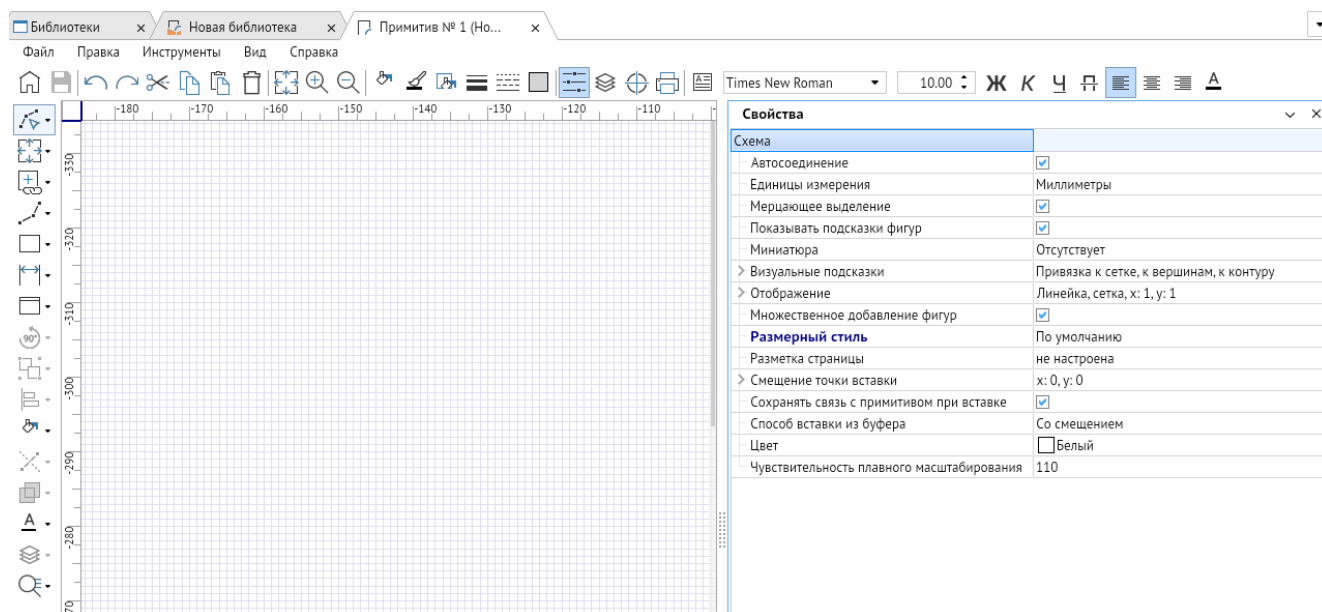 Библиотеки x Новая библиотека x Примитив № 1 (Но... x
Файл Правка Инструменты Вид Справка
Times New Roman 10.00 Ж К Ч П A
-180 -170 -160 -150 -140 -130 -120 -110
Свойства
Схема
Автосоединение
-330
Единицы измерения Миллиметры
Мерцающее выделение
Показывать подсказки фигур
-320
Миниатюра Отсутствует
Визуальные подсказки Привязка к сетке, к вершинам, к контуру
Отображение Линейка, сетка, x: 1, y: 1
-310
Множественное добавление фигур
Размерный стиль По умолчанию
90°
Разметка страницы не настроена
Смещение точки вставки x: 0, y: 0
-300
Сохранять связь с примитивом при вставке
Способ вставки из буфера Со смещением
Цвет Белый
-290
Чувствительность плавного масштабирования 110
A
-280
70